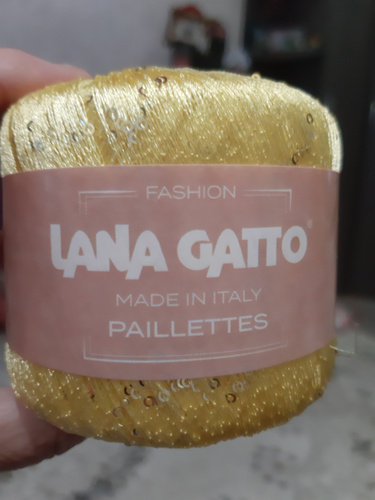 FASHION
LANA GATTO
MADE IN ITALY
PAILLETTES